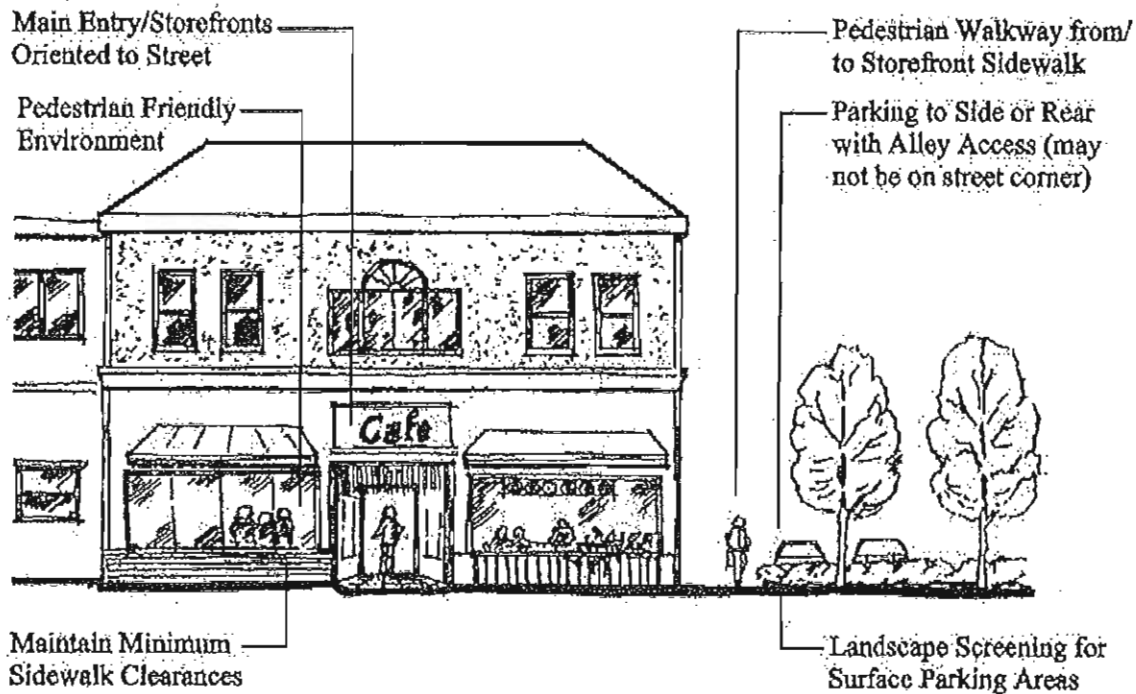 Main Entry/Storefronts
Oriented to Street
Pedestrian Friendly
Environment
Pedestrian Walkway from/
to Storefront Sidewalk
Parking to Side or Rear
with Alley Access (may
not be on street corner)
Cafe
Maintain Minimum
Sidewalk Clearances
Landscape Screening for
Surface Parking Areas